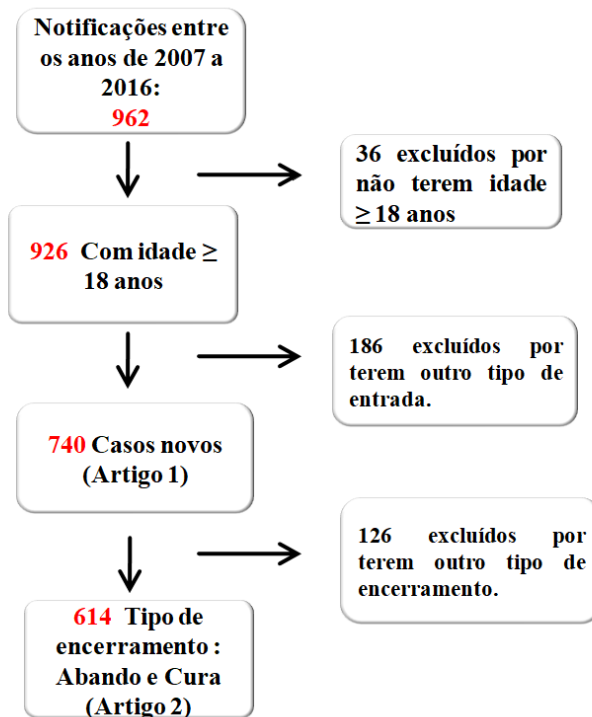 Notificações entre
os anos de 2007 a
2016:
962
36 excluídos por
não terem idade
≥ 18 anos
926 Com idade ≥
18 anos
186 excluídos por
terem outro tipo de
entrada.
740 Casos novos
(Artigo 1)
126 excluídos por
terem outro tipo de
encerramento.
614 Tipo de
encerramento :
Abando e Cura
(Artigo 2)